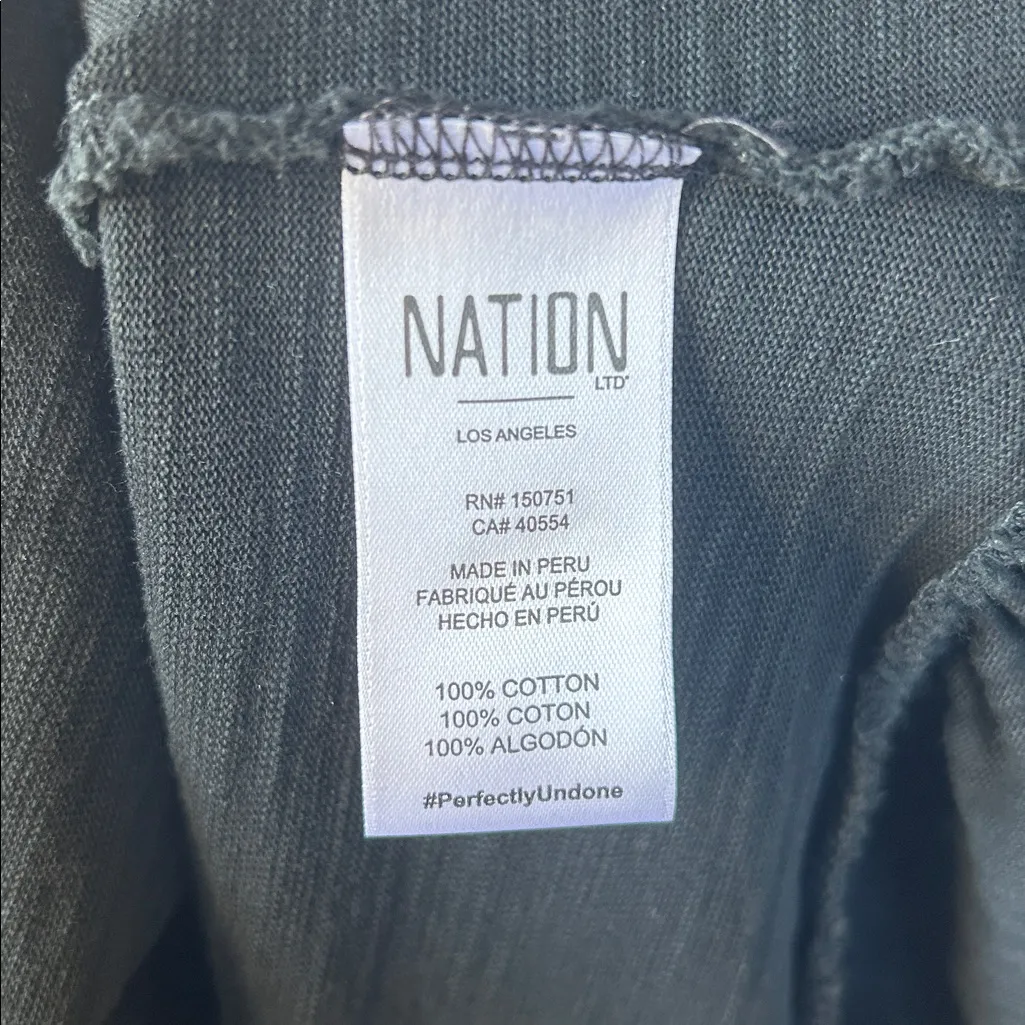 NATION
LTD
LOS ANGELES
RN# 150751
CA# 40554
MADE IN PERU
FABRIQUÉ AU PÉROU
HECHO EN PERÚ
100% COTTON
100% COTON
100% ALGODÓN
#PerfectlyUndone